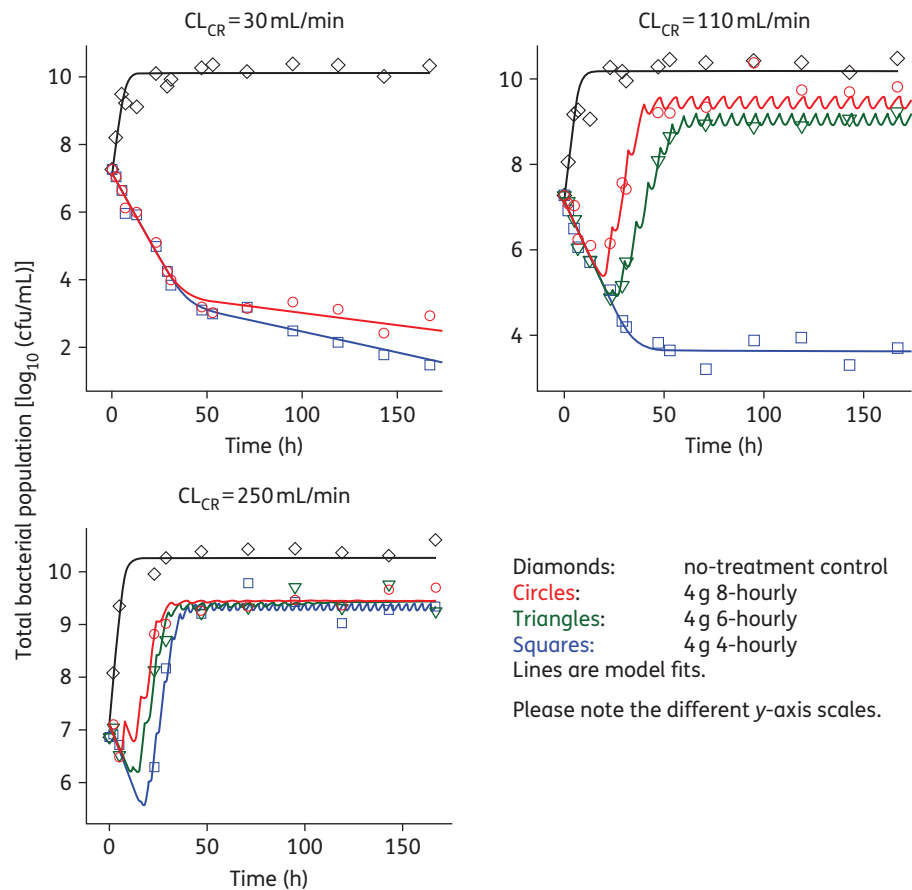 CL_CR = 30 mL/min
CL_CR = 110 mL/min
10
8
6
4
2
0 50 100 150
Time (h)
10
8
6
4
0 50 100 150
Time (h)
Total bacterial population [log10 (cfu/mL)]
CL_CR = 250 mL/min
10
9
8
7
6
0 50 100 150
Time (h)
Diamonds: no-treatment control
Circles: 4 g 8-hourly
Triangles: 4 g 6-hourly
Squares: 4 g 4-hourly
Lines are model fits.
Please note the different y-axis scales.